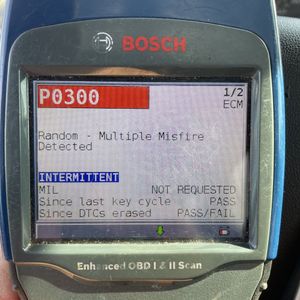 BOSCH
P0300 1/2
ECM
Random - Multiple Misfire
Detected
INTERMITTENT
MIL NOT REQUESTED
Since last key cycle PASS
Since DTCs erased PASS/FAIL
Enhanced OBD I & II Scan